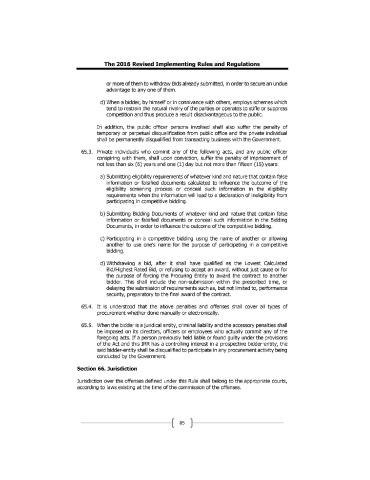 The 2016 Revised Implementing Rules and Regulations
or more of them to withdraw Bids already submitted, in order to secure an undue
advantage to any one of them.
d) When a bidder, by himself or in connivance with others, employs schemes which
tend to restrain the natural rivalry of the parties or operates to stifle or suppress
competition and thus produce a result disadvantageous to the public.
In addition, the public officer persons involved shall also suffer the penalty of
temporary or perpetual disqualification from public office and the private individual
shall be permanently disqualified from transacting business with the Government.
65.3. Private individuals who commit any of the following acts, and any public officer
conspiring with them, shall upon conviction, suffer the penalty of imprisonment of
not less than six (6) years and one (1) day but not more than fifteen (15) years:
a) Submitting eligibility requirements of whatever kind and nature that contain false
information or falsified documents calculated to influence the outcome of the
eligibility screening process or conceal such information in the eligibility
requirements when the information will lead to a declaration of ineligibility from
participating in competitive bidding.
b) Submitting Bidding Documents of whatever kind and nature that contain false
information or falsified documents or conceal such information in the Bidding
Documents, in order to influence the outcome of the competitive bidding.
c) Participating in a competitive bidding using the name of another or allowing
another to use one's name for the purpose of participating in a competitive
bidding.
d) Withdrawing a bid, after it shall have qualified as the Lowest Calculated
Bid/Highest Rated Bid, or refusing to accept an award, without just cause or for
the purpose of forcing the Procuring Entity to award the contract to another
bidder. This shall include the non-submission within the prescribed time, or
delaying the submission of requirements such as, but not limited to, performance
security, preparatory to the final award of the contract.
65.4. It is understood that the above penalties and offenses shall cover all types of
procurement whether done manually or electronically.
65.5. When the bidder is a juridical entity, criminal liability and the accessory penalties shall
be imposed on its directors, officers or employees who actually commit any of the
foregoing acts. If a person previously held liable or found guilty under the provisions
of the Act and this IRR has a controlling interest in a prospective bidder-entity, the
said bidder-entity shall be disqualified to participate in any procurement activity being
conducted by the Government.
Section 66. Jurisdiction
Jurisdiction over the offenses defined under this Rule shall belong to the appropriate courts,
according to laws existing at the time of the commission of the offenses.
85